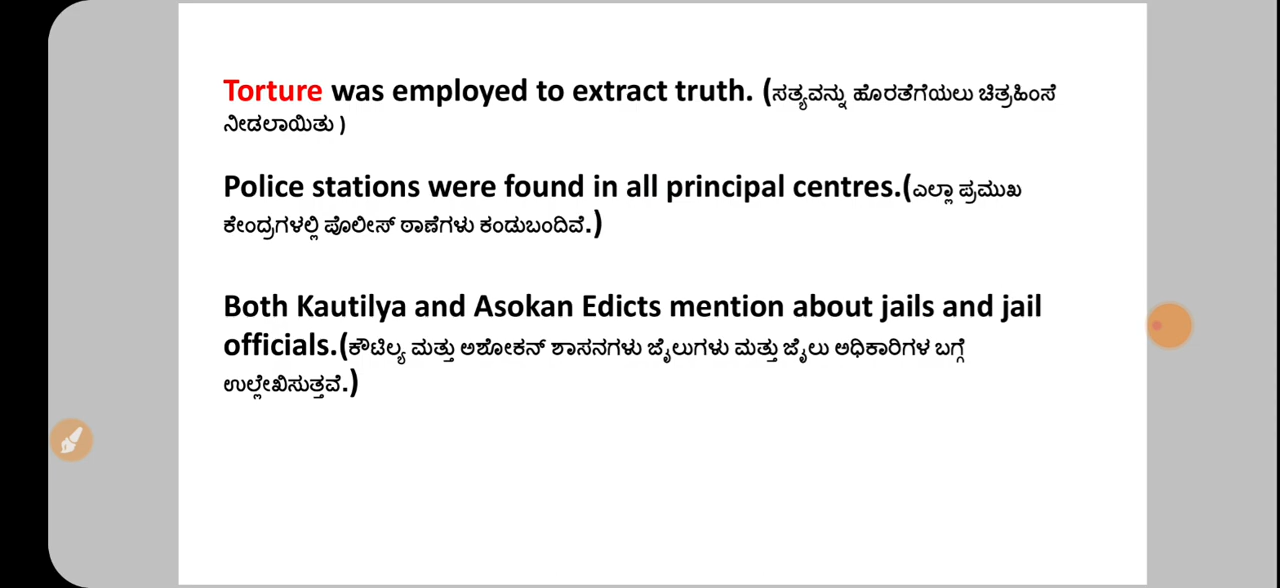 Torture was employed to extract truth. (ಸತ್ಯವನ್ನು ಹೊರತೆಗೆಯಲು ಚಿತ್ರಹಿಂಸೆ
ನೀಡಲಾಯಿತು )
Police stations were found in all principal centres.(ಎಲ್ಲಾ ಪ್ರಮುಖ
ಕೇಂದ್ರಗಳಲ್ಲಿ ಪೊಲೀಸ್ ಠಾಣೆಗಳು ಕಂಡುಬಂದಿವೆ.)
Both Kautilya and Asokan Edicts mention about jails and jail
officials.(ಕೌಟಿಲ್ಯ ಮತ್ತು ಅಶೋಕನ್ ಶಾಸನಗಳು ಜೈಲುಗಳು ಮತ್ತು ಜೈಲು ಅಧಿಕಾರಿಗಳ ಬಗ್ಗೆ
ಉಲ್ಲೇಖಿಸುತ್ತವೆ.)